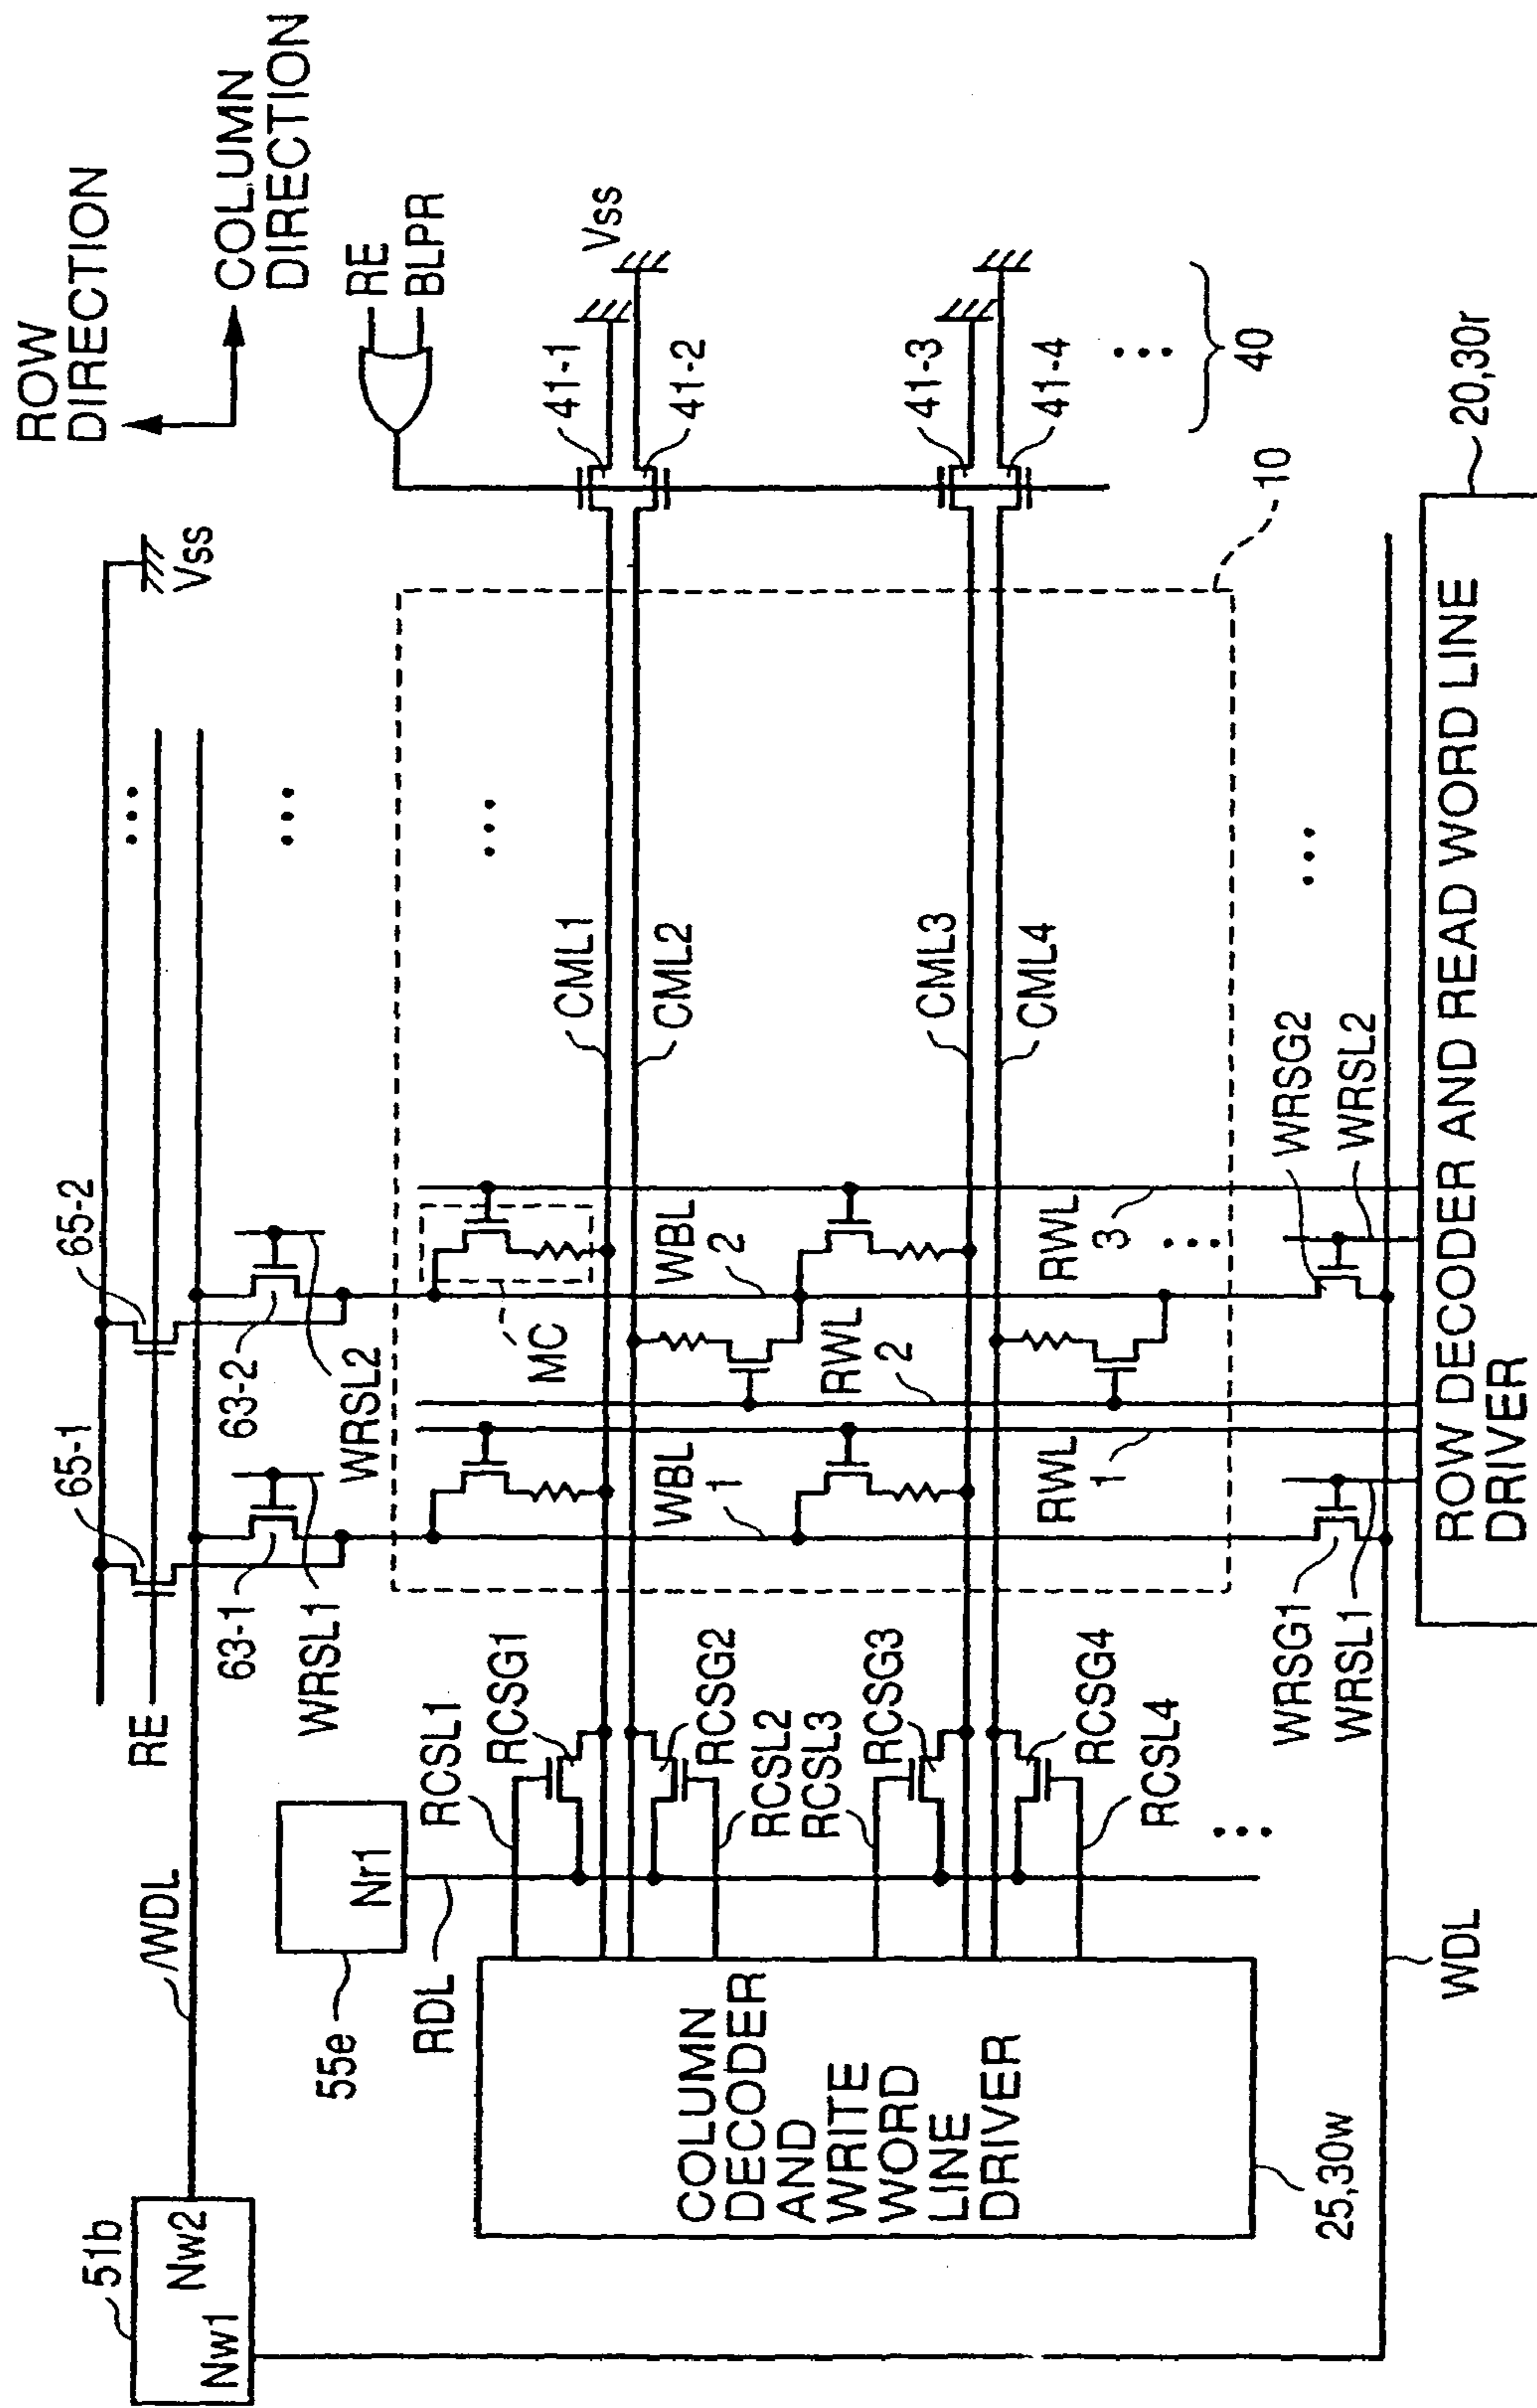 ROW
DIRECTION
COLUMN
DIRECTION
RE
BLPR
Vss
Vss
41-1
41-2
41-3
41-4
40
10
20,30r
65-1
65-2
63-1
63-2
RE
WRSL1
WRSL2
/WDL
51b
Nw2
Nw1
55e
Nr1
RDL
RCSL1
RCSG1
RCSG2
RCSL2
RCSL3
RCSG3
RCSG4
RCSL4
CML1
CML2
CML3
CML4
MC
WBL
1
WBL
2
RWL
1
RWL
2
RWL
3
WRSG1
WRSL1
WRSG2
WRSL2
WDL
COLUMN
DECODER
AND
WRITE
WORD
LINE
DRIVER
25,30w
ROW DECODER AND READ WORD LINE
DRIVER